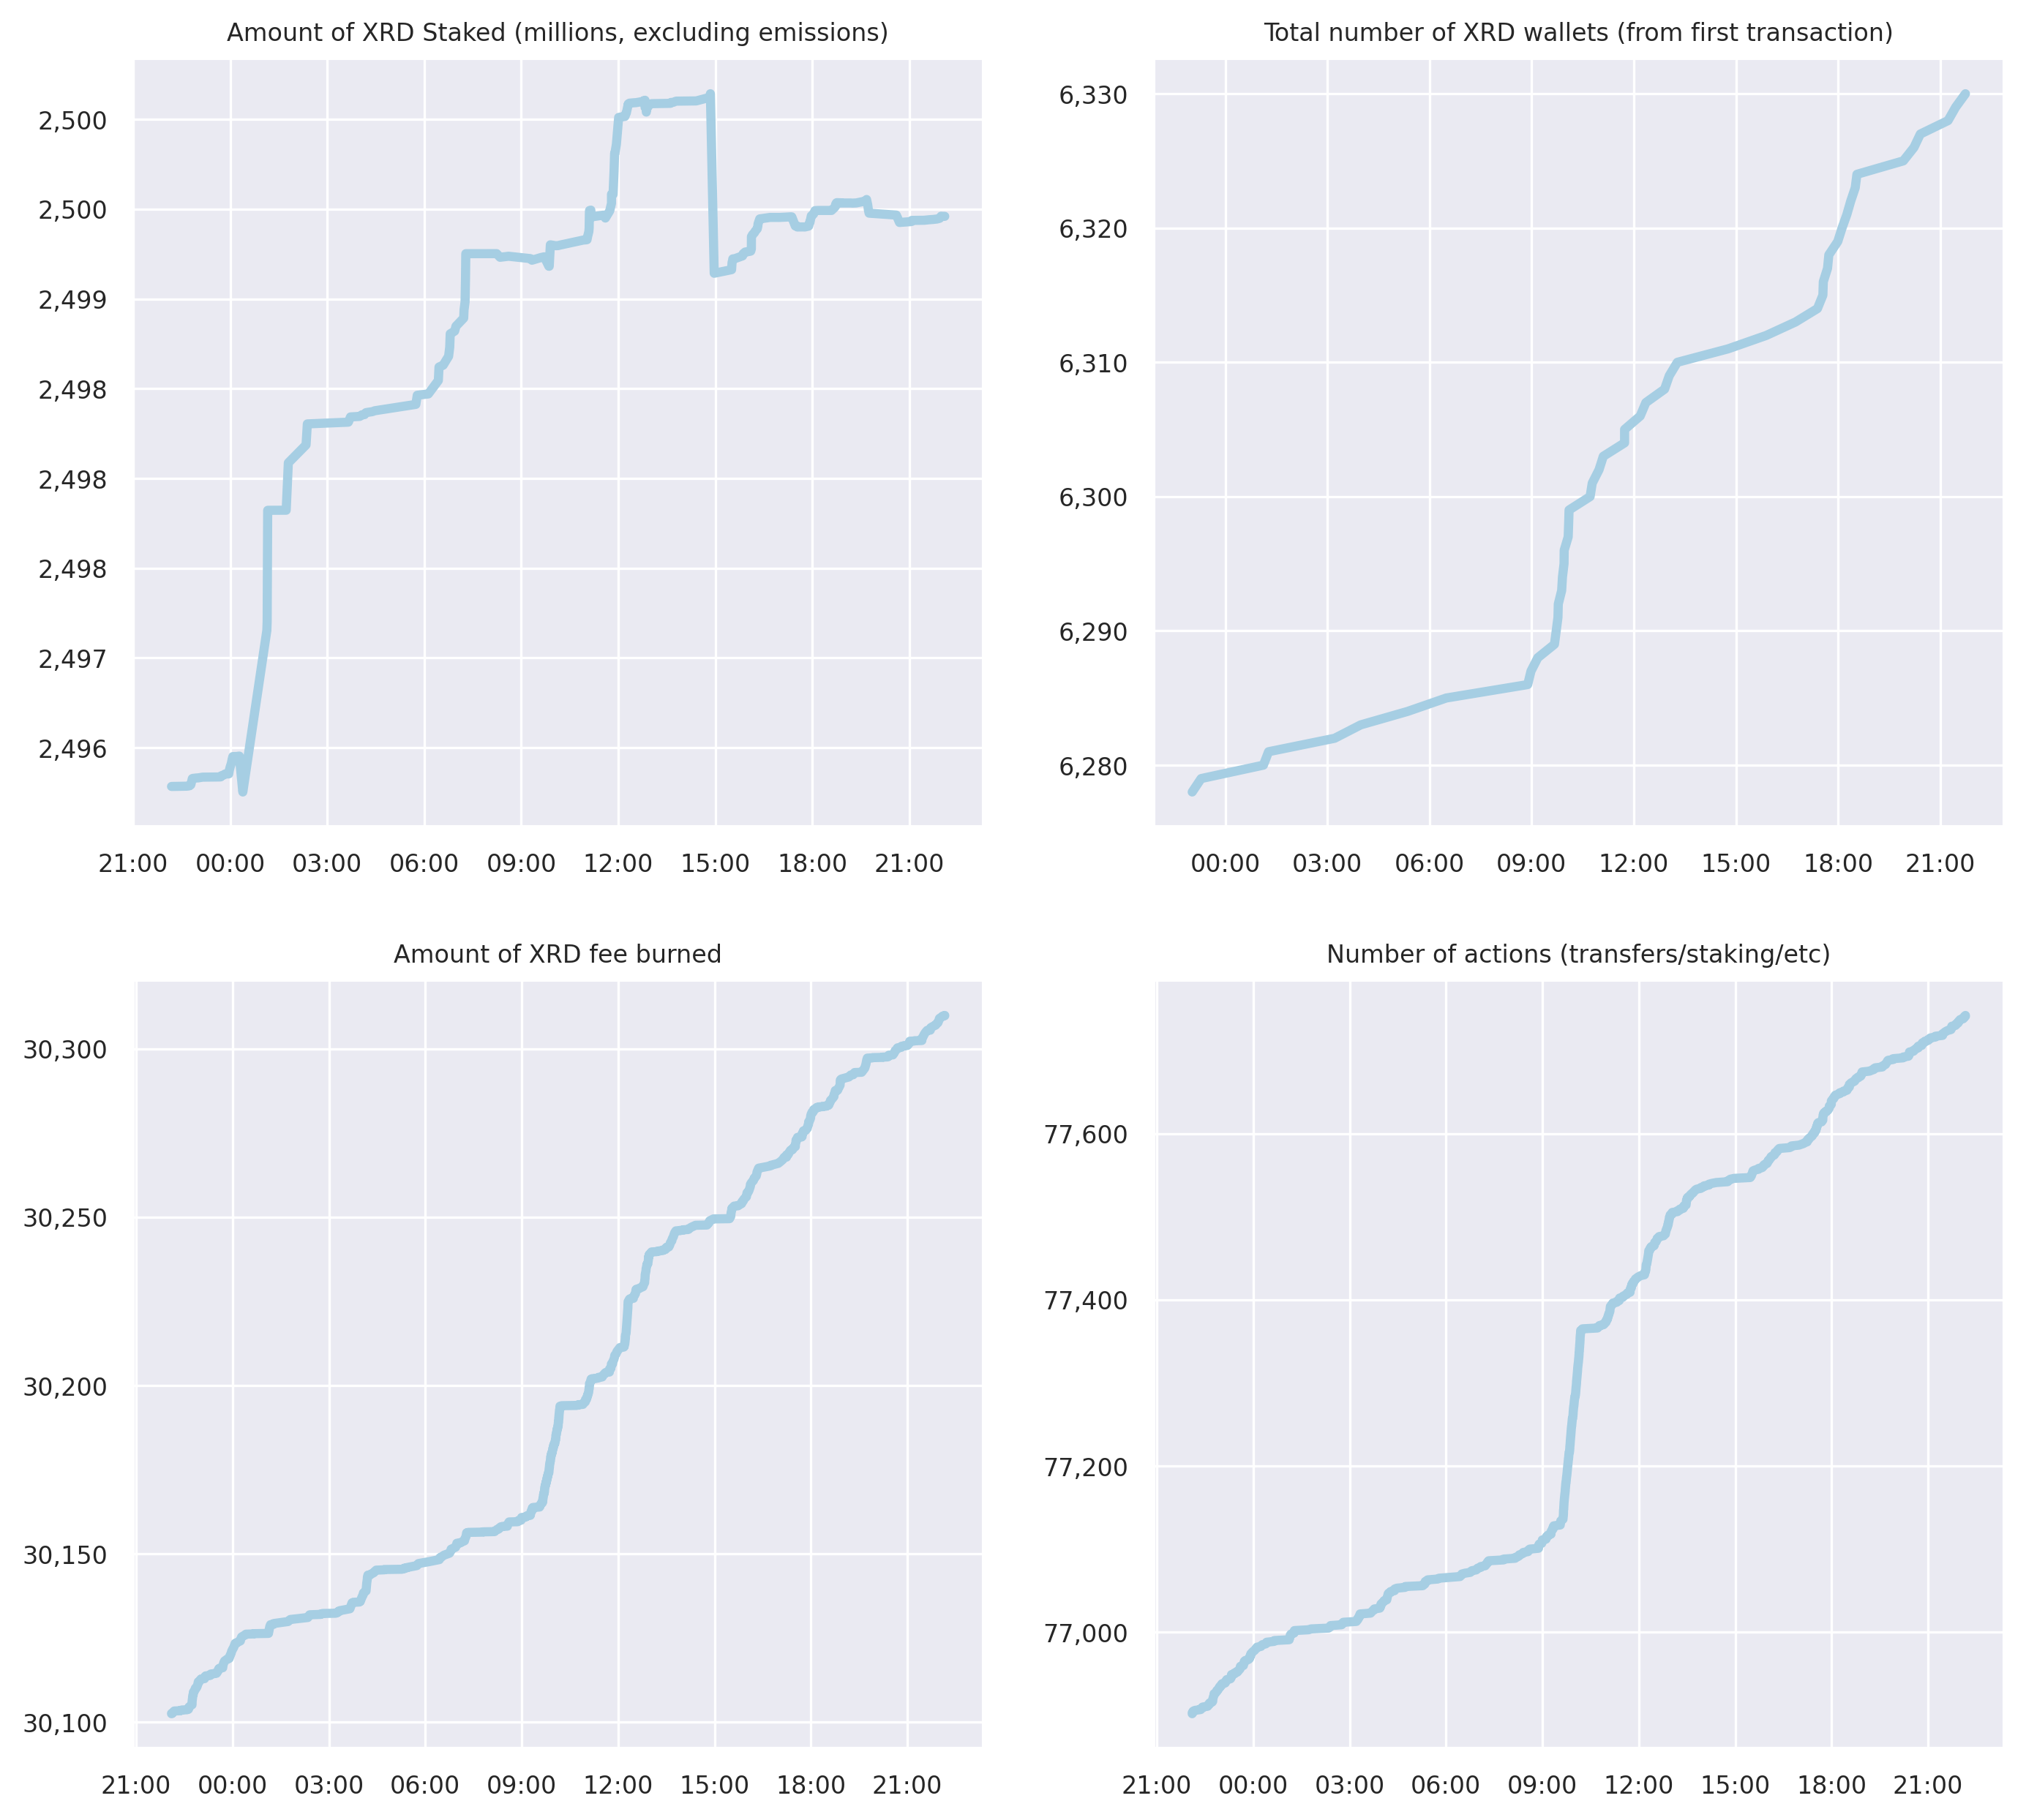 Amount of XRD Staked (millions, excluding emissions)
2,500
2,500
2,499
2,498
2,498
2,498
2,497
2,496
21:00 00:00 03:00 06:00 09:00 12:00 15:00 18:00 21:00
Total number of XRD wallets (from first transaction)
6,330
6,320
6,310
6,300
6,290
6,280
00:00 03:00 06:00 09:00 12:00 15:00 18:00 21:00
Amount of XRD fee burned
30,300
30,250
30,200
30,150
30,100
21:00 00:00 03:00 06:00 09:00 12:00 15:00 18:00 21:00
Number of actions (transfers/staking/etc)
77,600
77,400
77,200
77,000
21:00 00:00 03:00 06:00 09:00 12:00 15:00 18:00 21:00